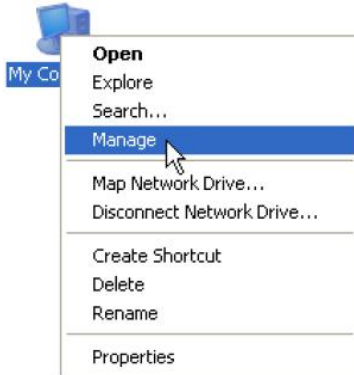 My Co
Open
Explore
Search...
Manage
Map Network Drive...
Disconnect Network Drive...
Create Shortcut
Delete
Rename
Properties